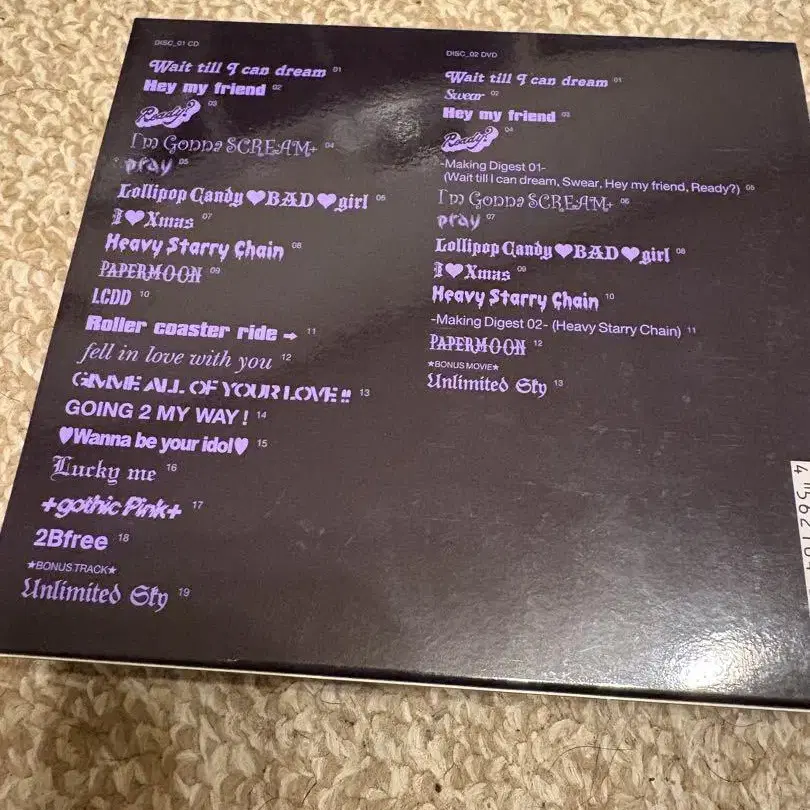 DISC_01 CD
Wait till I can dream 01
Hey my friend 02
Ready? 03
I'm Gonna SCREAM+ 04
pray 05
Lollipop Candy♥BAD♥girl 06
I♥Xmas 07
Heavy Starry Chain 08
PAPERMOON 09
LCDD 10
Roller coaster ride→ 11
fell in love with you 12
GIMME ALL OF YOUR LOVE!! 13
GOING 2 MY WAY! 14
♥Wanna be your idol♥ 15
Lucky me 16
+gothic Pink+ 17
2Bfree 18
★BONUS TRACK★
Unlimited Sky 19
DISC_02 DVD
Wait till I can dream 01
Swear 02
Hey my friend 03
Ready? 04
-Making Digest 01-
(Wait till I can dream, Swear, Hey my friend, Ready?) 05
I'm Gonna SCREAM+ 06
pray 07
Lollipop Candy♥BAD♥girl 08
I♥Xmas 09
Heavy Starry Chain 10
-Making Digest 02- (Heavy Starry Chain) 11
PAPERMOON 12
★BONUS MOVIE★
Unlimited Sky 13